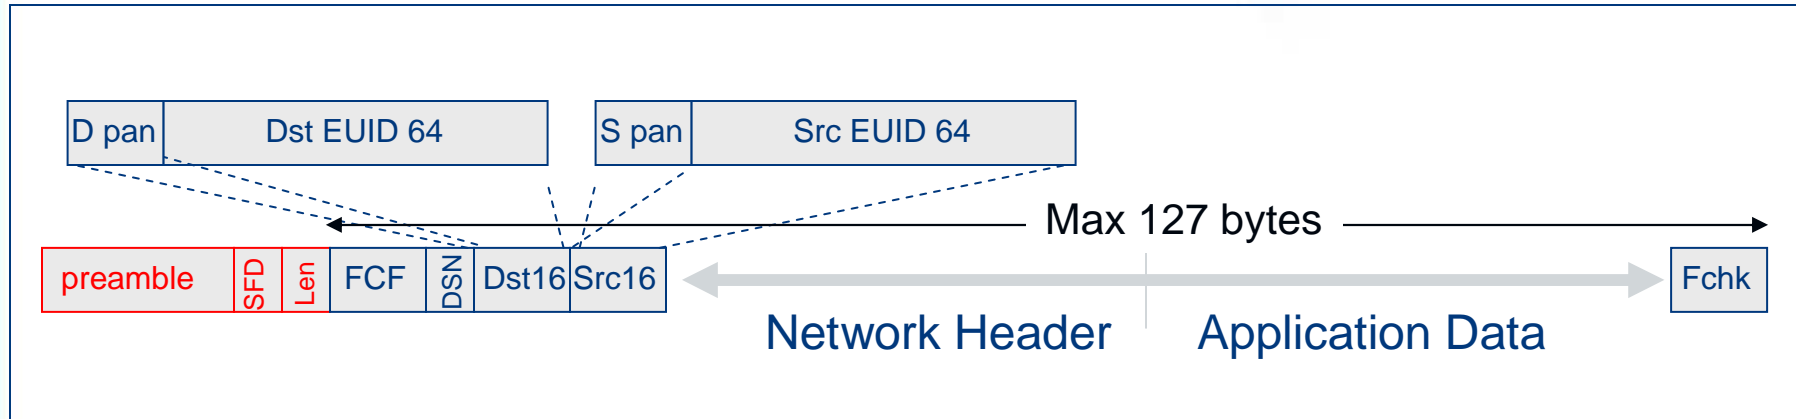 D pan Dst EUID 64 S pan Src EUID 64
Max 127 bytes
preamble SFD Len FCF DSN Dst16 Src16 Fchk
Network Header Application Data